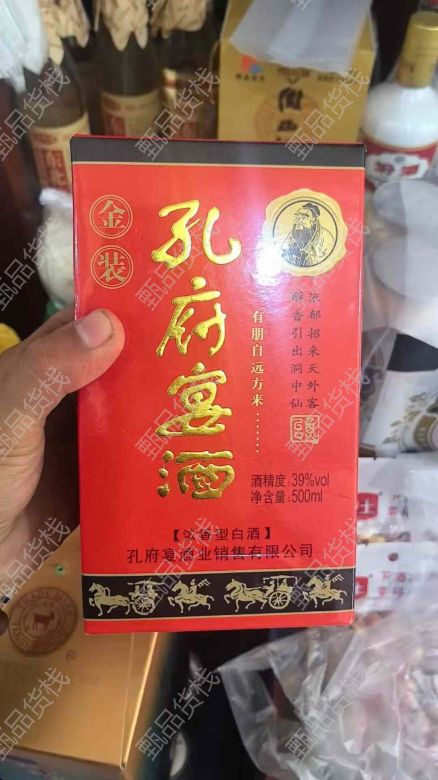 金装
孔府宴酒
有朋自远方来……
浓郁招来天外客
醉香引出洞中仙
酒精度:39%vol
净含量:500ml
【浓香型白酒】
孔府宴酒业销售有限公司
甄品货栈